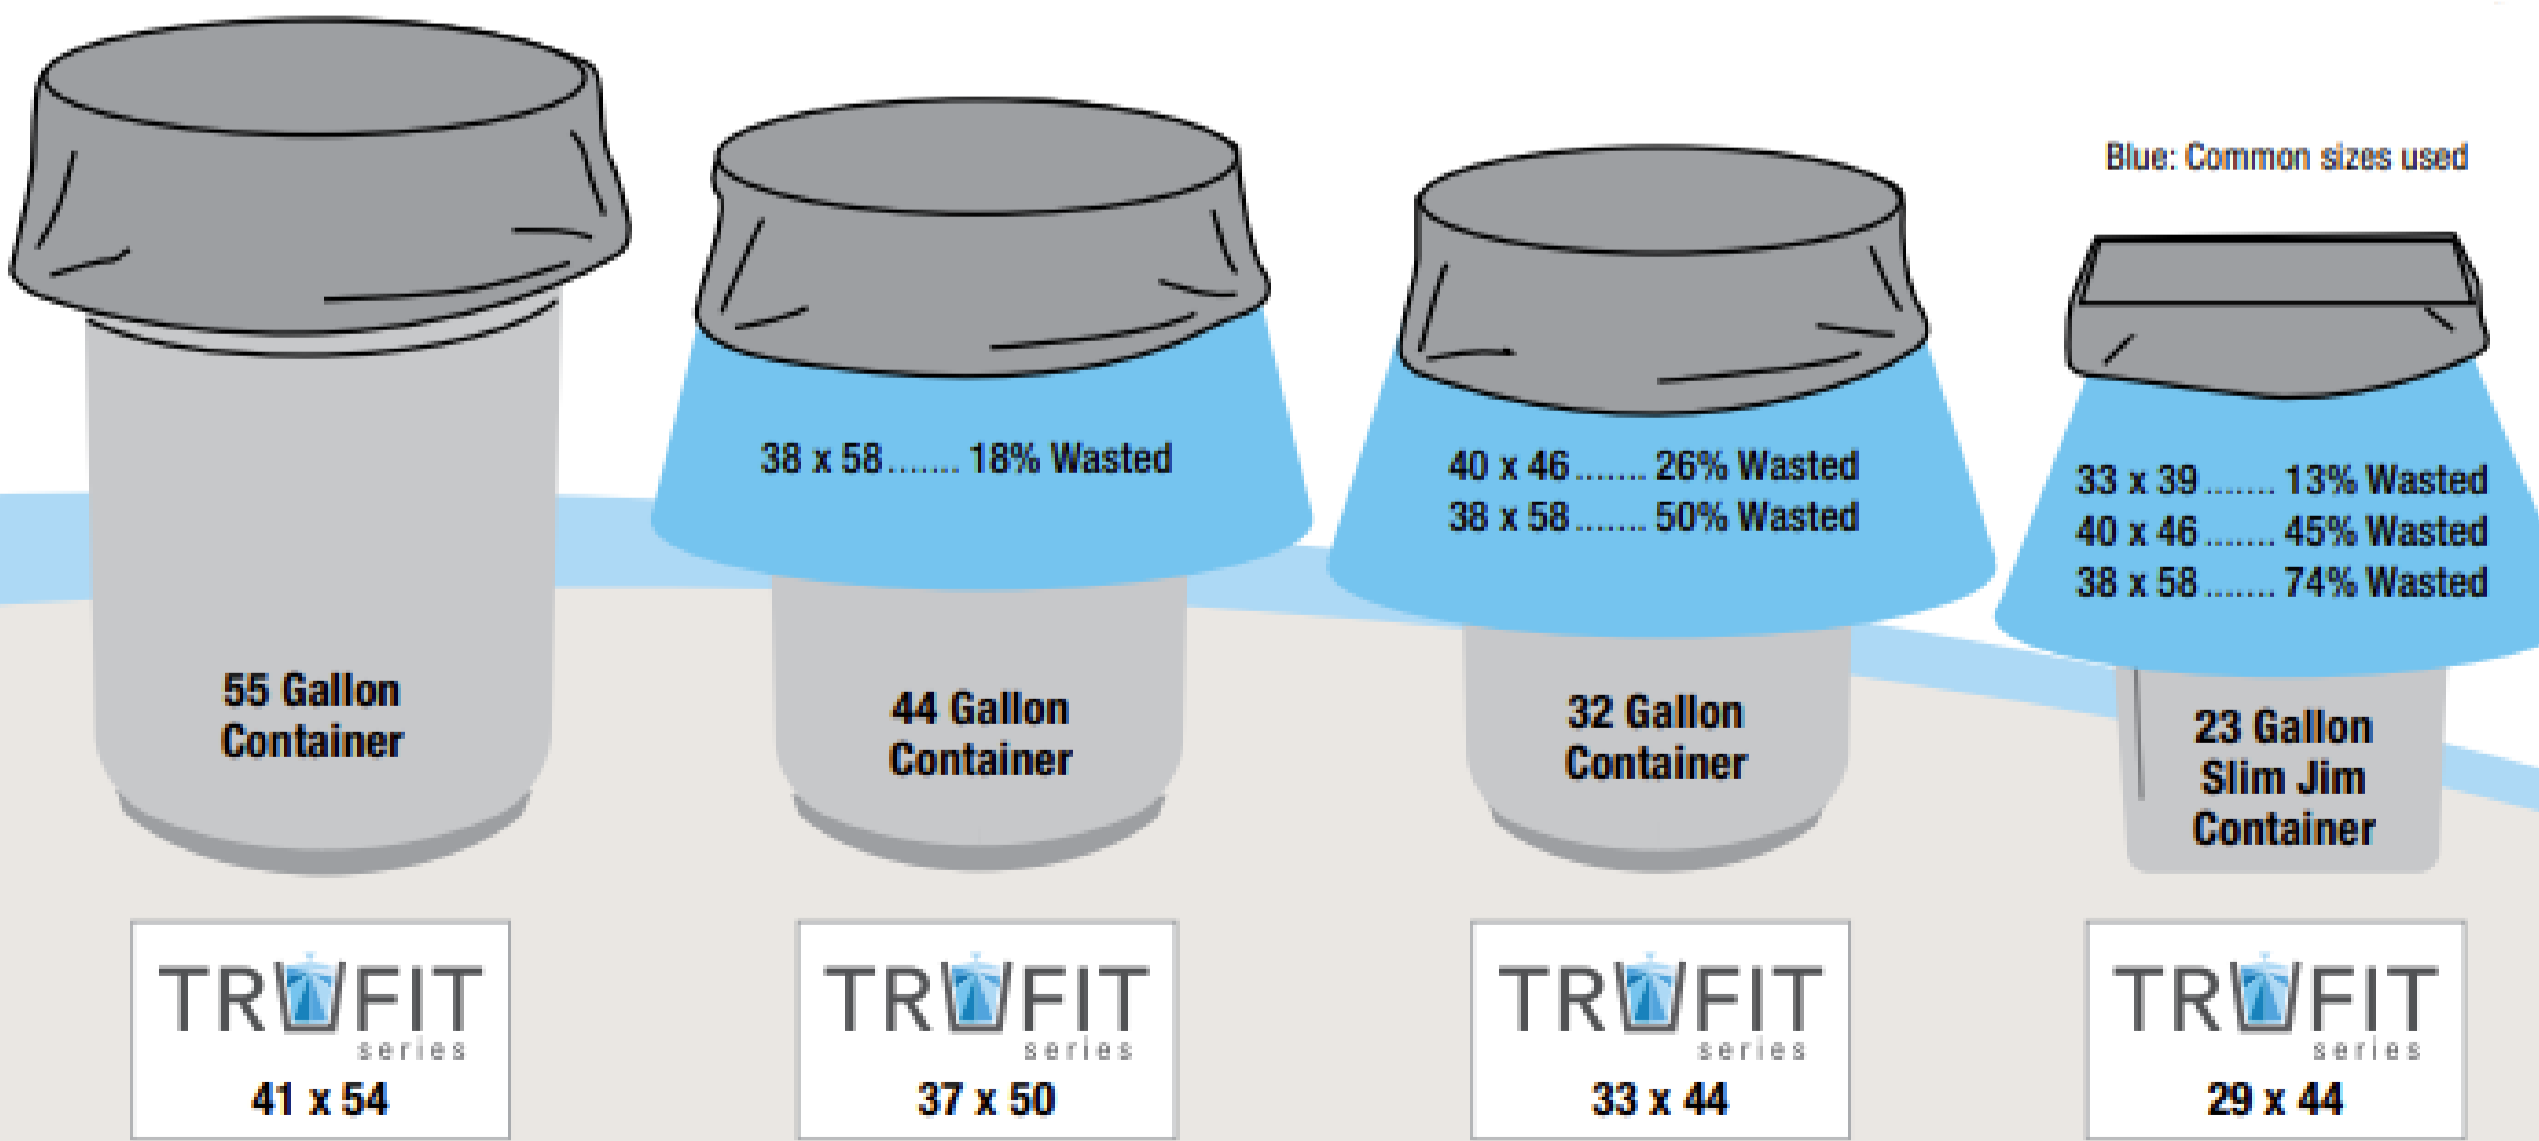 Blue: Common sizes used
38 x 58....... 18% Wasted
40 x 46....... 26% Wasted
38 x 58....... 50% Wasted
33 x 39....... 13% Wasted
40 x 46....... 45% Wasted
38 x 58....... 74% Wasted
55 Gallon
Container
44 Gallon
Container
32 Gallon
Container
23 Gallon
Slim Jim
Container
TRUFIT
series
41 x 54
TRUFIT
series
37 x 50
TRUFIT
series
33 x 44
TRUFIT
series
29 x 44